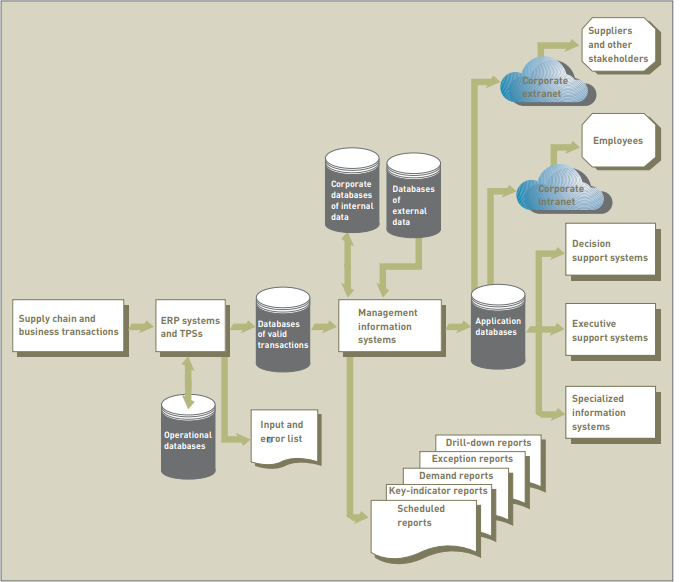 Suppliers
and other
stakeholders
Corporate
extranet
Employees
Corporate
intranet
Corporate
databases
of internal
data
Databases
of
external
data
Decision
support systems
Supply chain and
business transactions
ERP systems
and TPSs
Databases
of valid
transactions
Management
information
systems
Application
databases
Executive
support systems
Specialized
information
systems
Operational
databases
Input and
error list
Drill-down reports
Exception reports
Demand reports
Key-indicator reports
Scheduled
reports